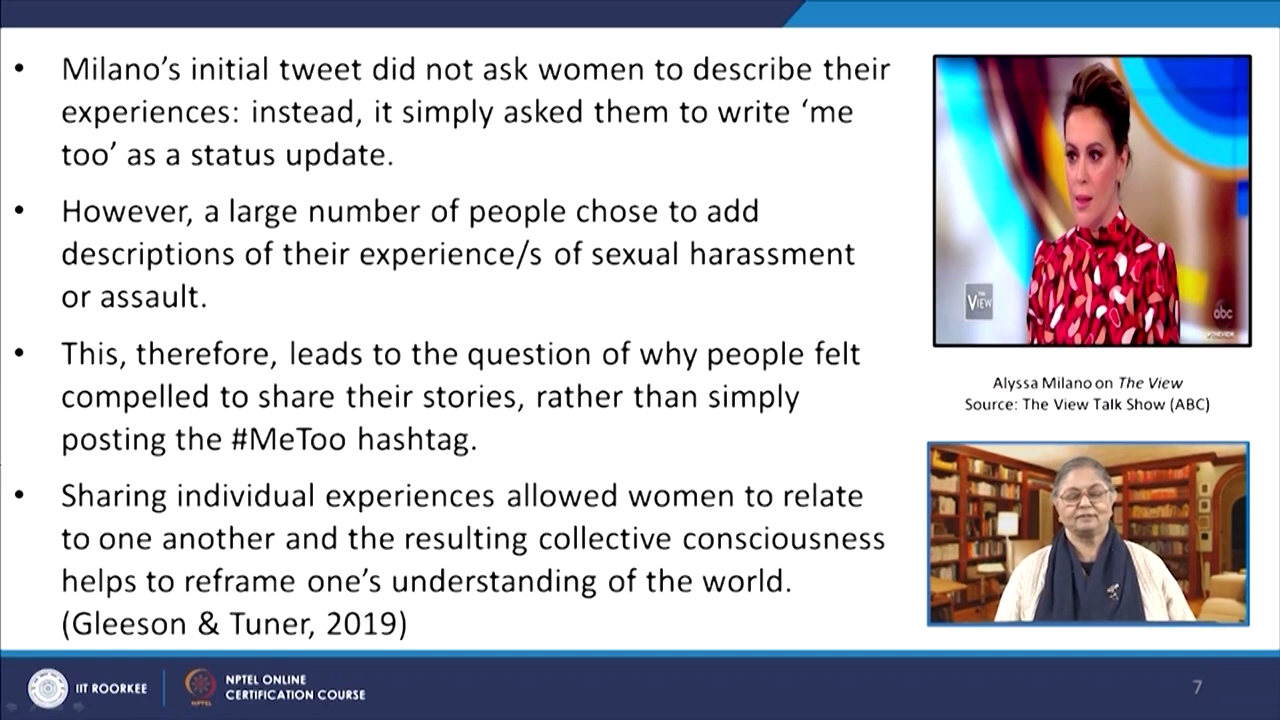 • Milano's initial tweet did not ask women to describe their
experiences: instead, it simply asked them to write 'me
too' as a status update.
• However, a large number of people chose to add
descriptions of their experience/s of sexual harassment
or assault.
• This, therefore, leads to the question of why people felt
compelled to share their stories, rather than simply
posting the #MeToo hashtag.
• Sharing individual experiences allowed women to relate
to one another and the resulting collective consciousness
helps to reframe one's understanding of the world.
(Gleeson & Tuner, 2019)
THE
VIEW
abc
Alyssa Milano on The View
Source: The View Talk Show (ABC)
IIT ROORKEE
NPTEL
NPTEL ONLINE
CERTIFICATION COURSE
7